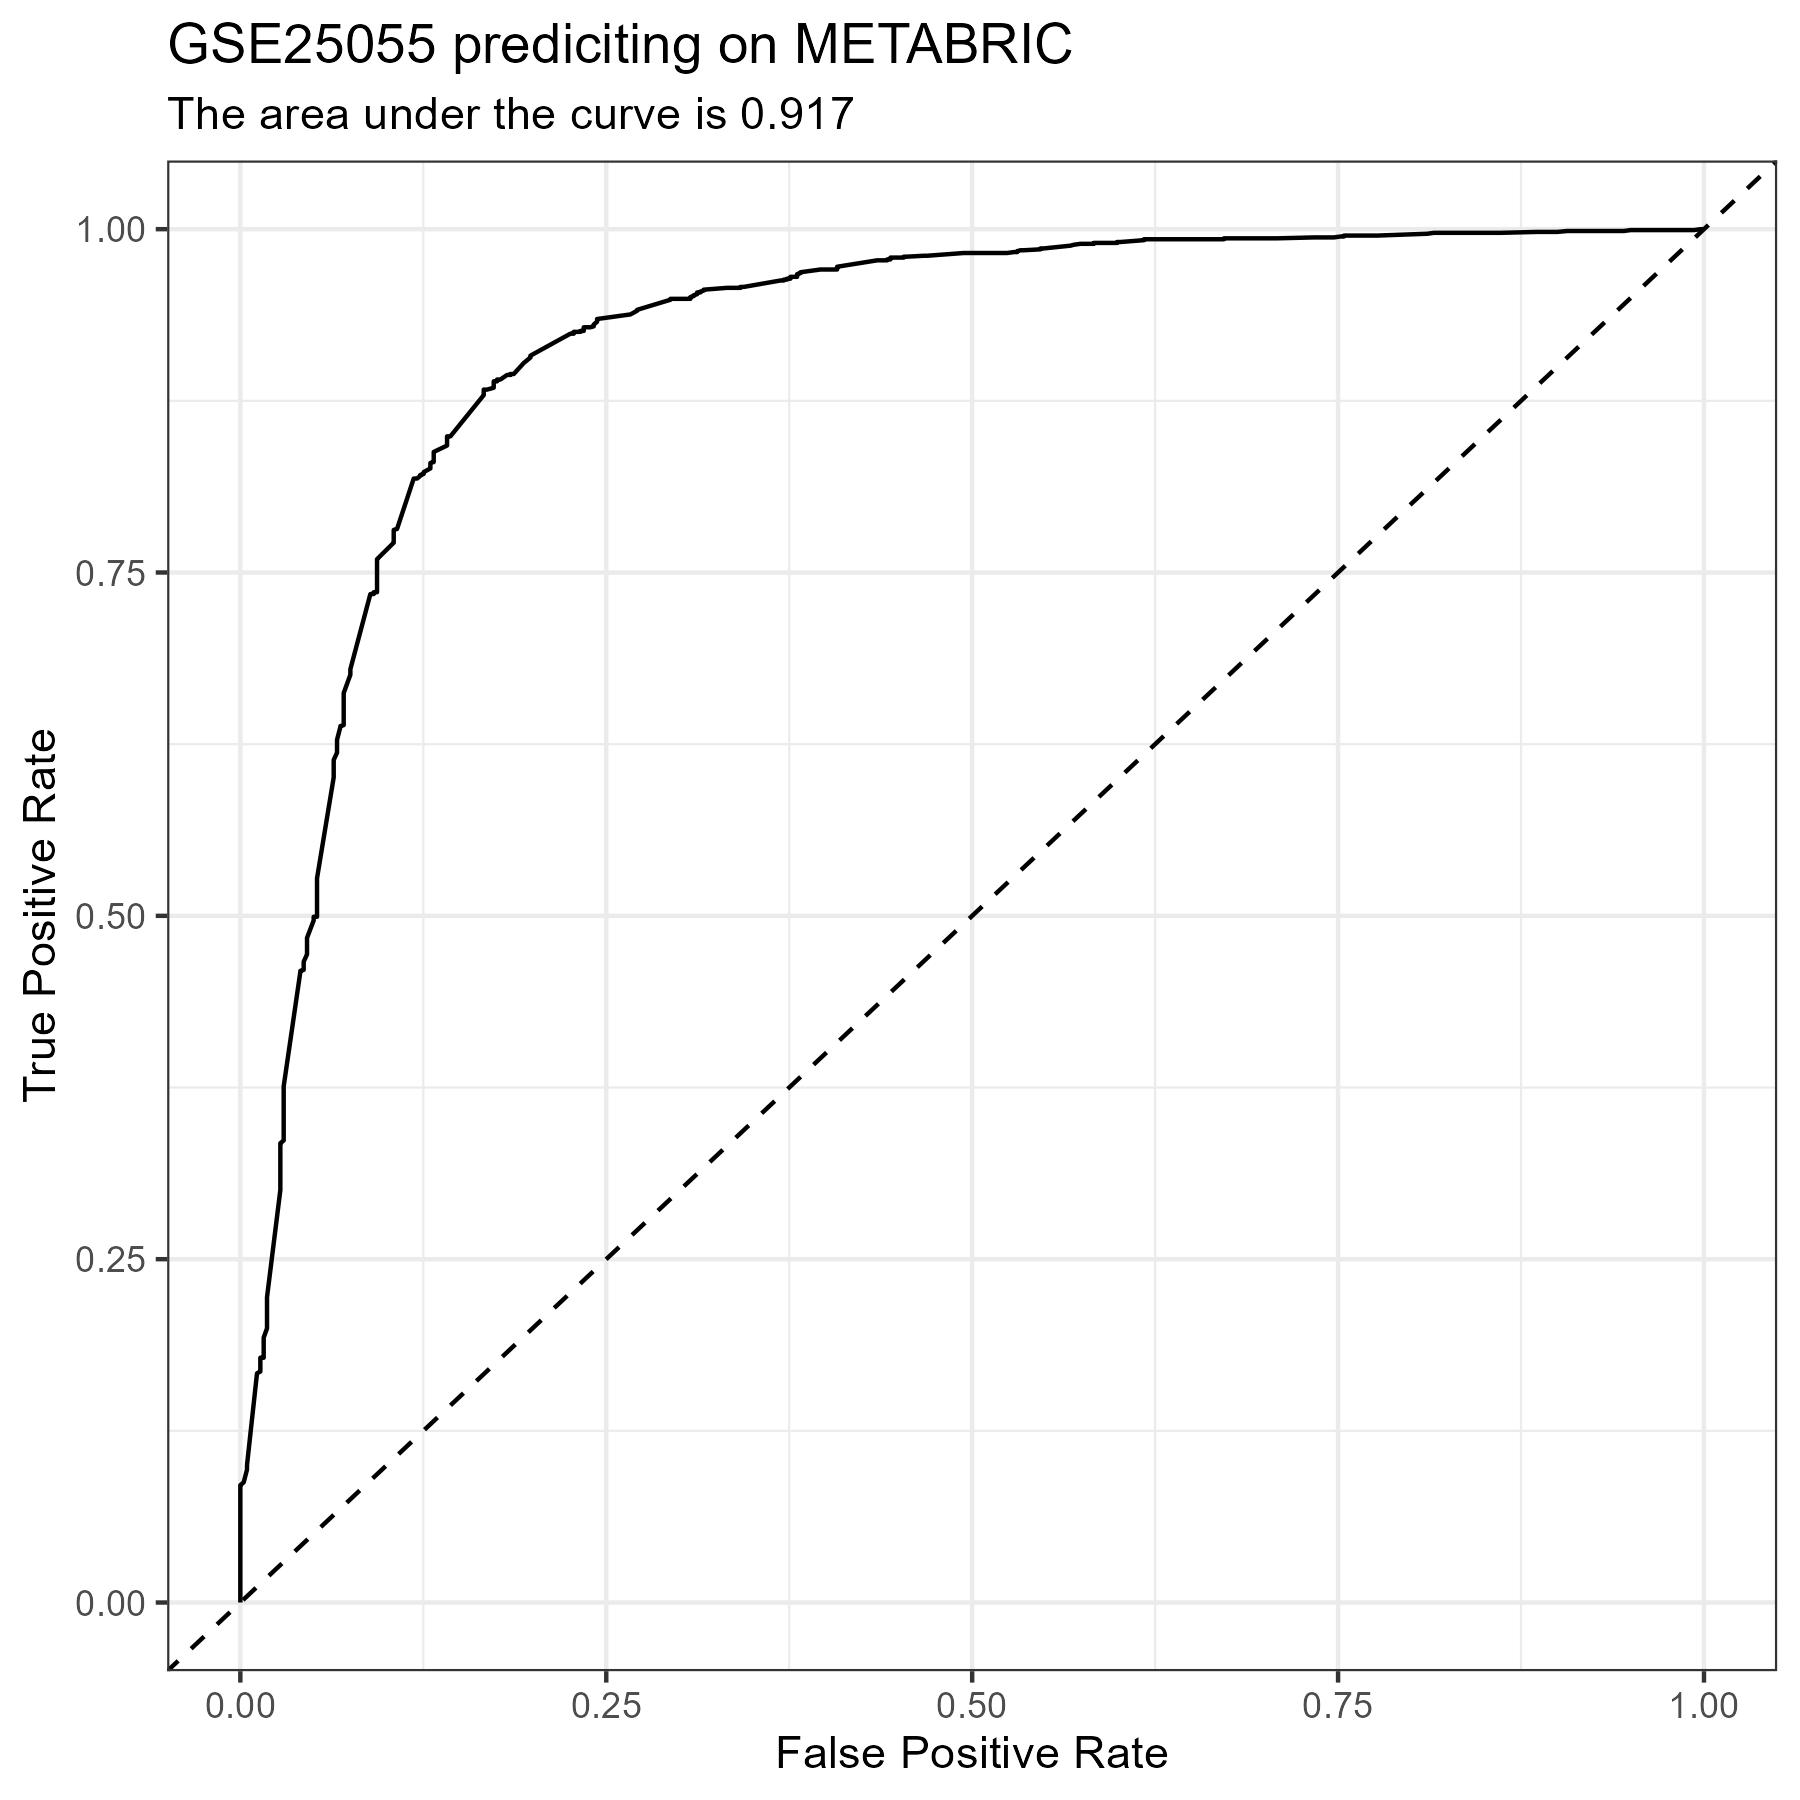 GSE25055 prediciting on METABRIC
The area under the curve is 0.917
1.00
0.75
0.50
0.25
0.00
True Positive Rate
0.00 0.25 0.50 0.75 1.00
False Positive Rate